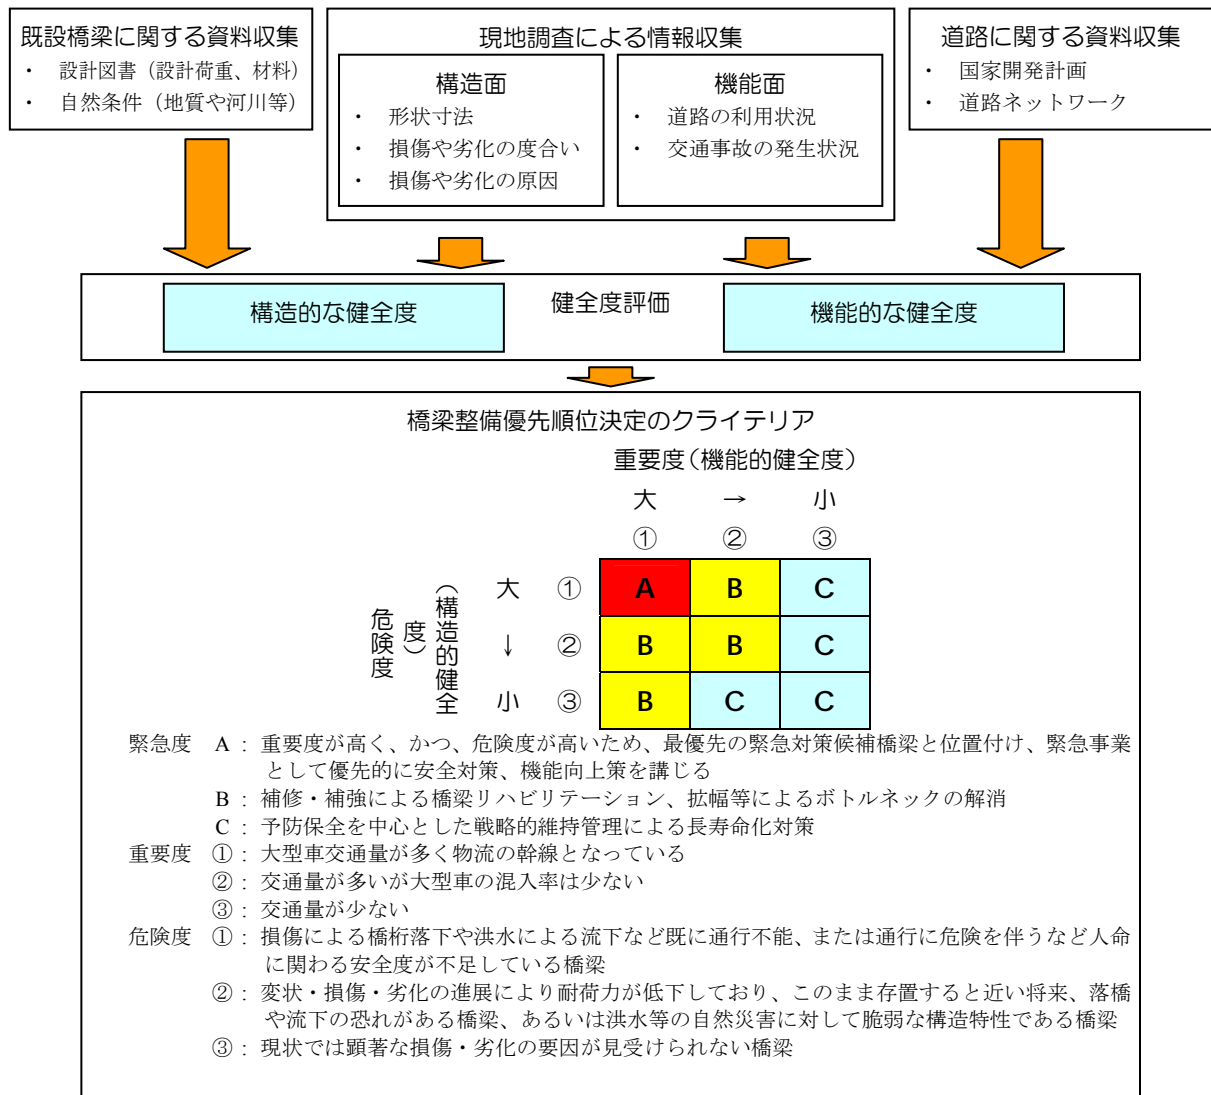 既設橋梁に関する資料収集
・ 設計図書（設計荷重、材料）
・ 自然条件（地質や河川等）
現地調査による情報収集
構造面
・ 形状寸法
・ 損傷や劣化の度合い
・ 損傷や劣化の原因
機能面
・ 道路の利用状況
・ 交通事故の発生状況
道路に関する資料収集
・ 国家開発計画
・ 道路ネットワーク
構造的な健全度
健全度評価
機能的な健全度
橋梁整備優先順位決定のクライテリア
重要度（機能的健全度）
大 → 小
① ② ③
危険度
（構造的健全度）
大 ① A B C
↓ ② B B C
小 ③ B C C
緊急度 A：重要度が高く、かつ、危険度が高いため、最優先の緊急対策候補橋梁と位置付け、緊急事業
として優先的に安全対策、機能向上策を講じる
B：補修・補強による橋梁リハビリテーション、拡幅等によるボトルネックの解消
C：予防保全を中心とした戦略的維持管理による長寿命化対策
重要度 ①：大型車交通量が多く物流の幹線となっている
②：交通量が多いが大型車の混入率は少ない
③：交通量が少ない
危険度 ①：損傷による橋桁落下や洪水による流下など既に通行不能、または通行に危険を伴うなど人命
に関わる安全度が不足している橋梁
②：変状・損傷・劣化の進展により耐荷力が低下しており、このまま存置すると近い将来、落橋
や流下の恐れがある橋梁、あるいは洪水等の自然災害に対して脆弱な構造特性である橋梁
③：現状では顕著な損傷・劣化の要因が見受けられない橋梁